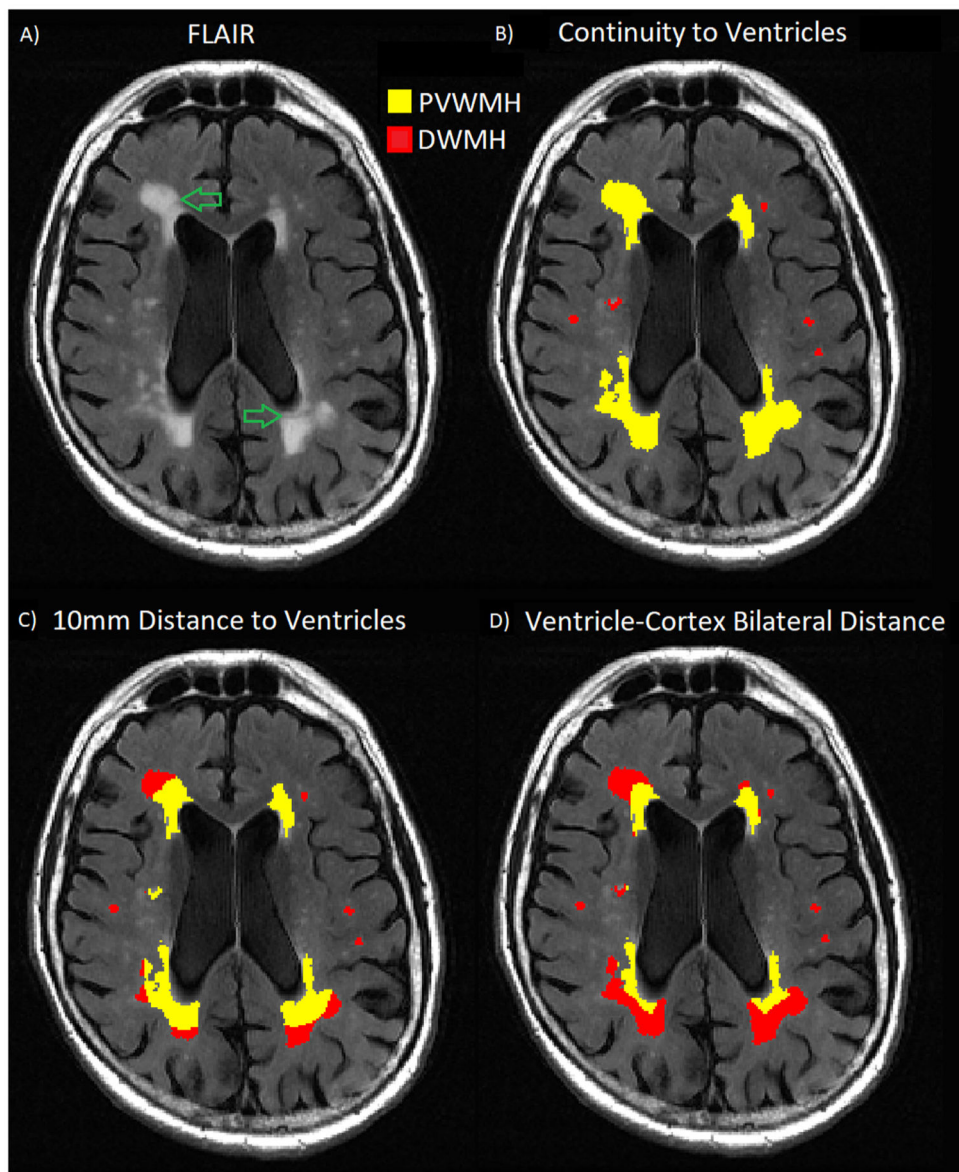 A) FLAIR
B) Continuity to Ventricles
PVWMH
DWMH
C) 10mm Distance to Ventricles
D) Ventricle-Cortex Bilateral Distance